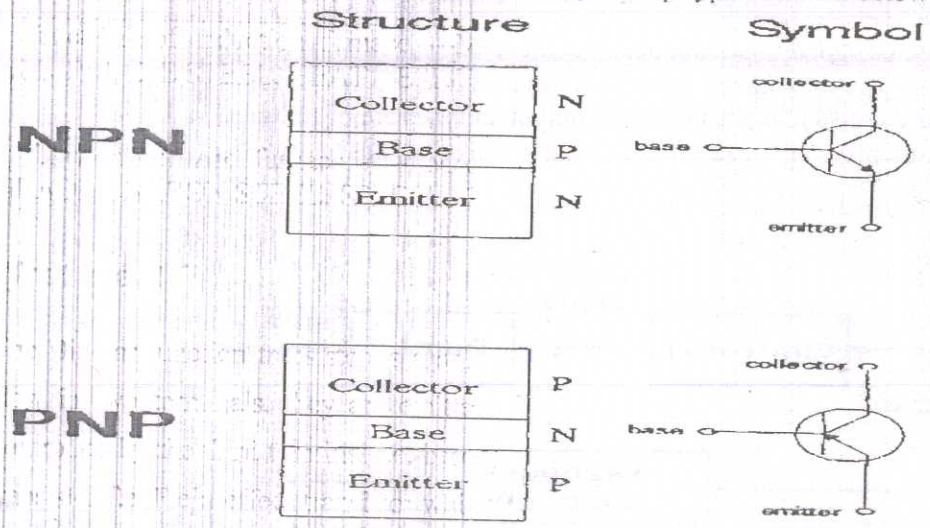 Structure Symbol
NPN
Collector N
Base P
Emitter N
collector
base
emitter
PNP
Collector P
Base N
Emitter P
collector
base
emitter